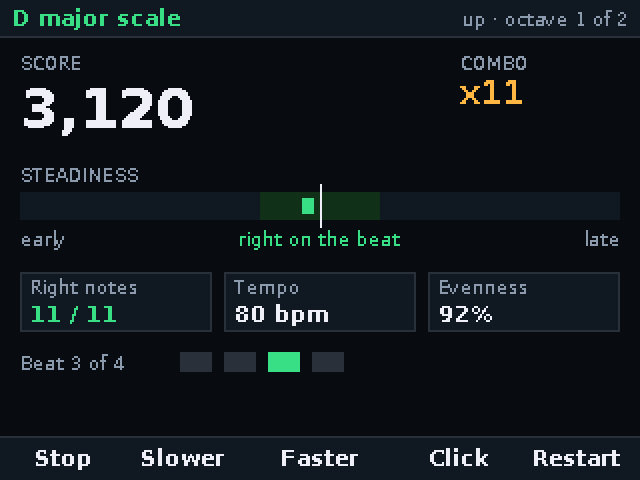 D major scale
up · octave 1 of 2
SCORE
COMBO
3,120
x11
STEADINESS
early
right on the beat
late
Right notes
Tempo
Evenness
11 / 11
80 bpm
92%
Beat 3 of 4
Stop
Slower
Faster
Click
Restart